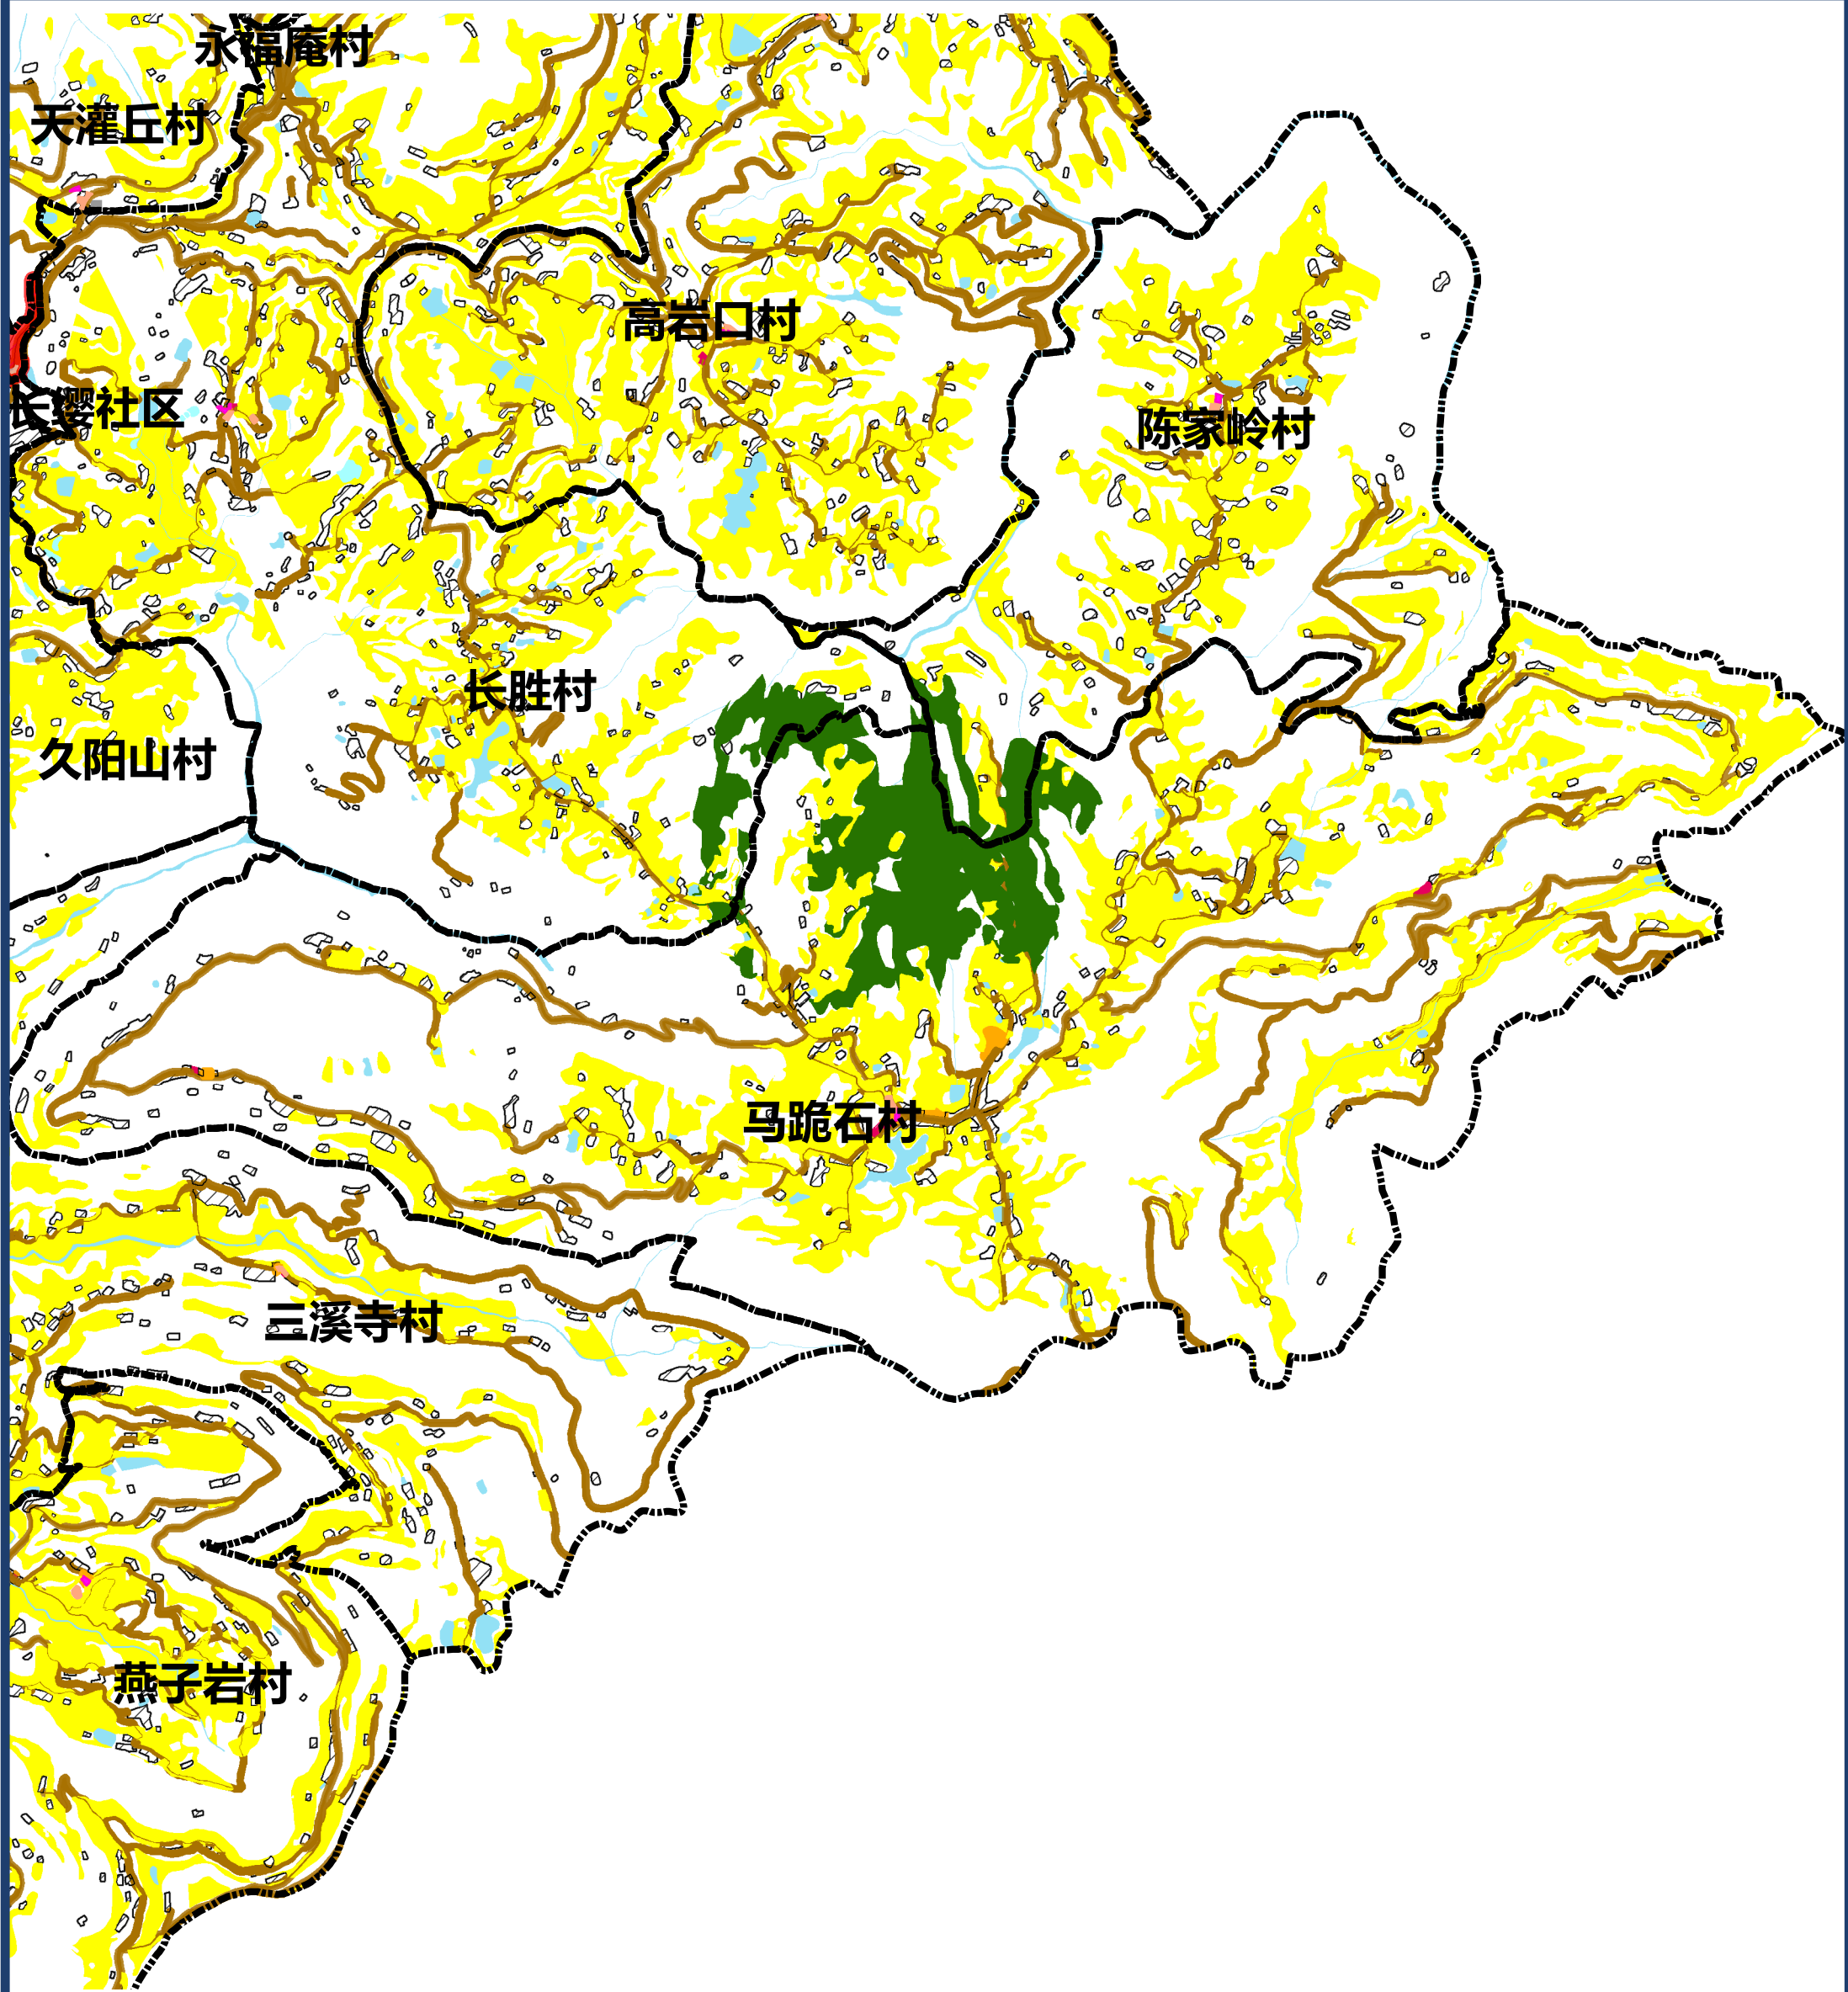 永福庵村
天灌丘村
高岩口村
长缨社区
陈家岭村
长胜村
久阳山村
马跪石村
三溪寺村
燕子岩村